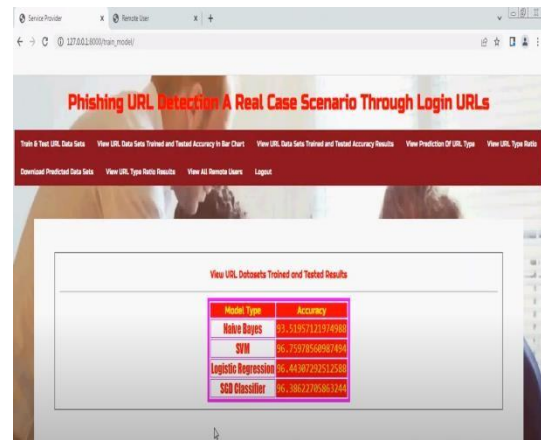 Service Provider
Remote User
127.0.0.1:8000/train_model/
Phishing URL Detection A Real Case Scenario Through Login URLs
Train & Test URL Data Sets View URL Data Sets Trained and Tested Accuracy in Bar Chart View URL Data Sets Trained and Tested Accuracy Results View Prediction Of URL Type View URL Type Ratio
Download Predicted Data Sets View URL Type Ratio Results View All Remote Users Logout
View URL Datasets Trained and Tested Results
Model Type Accuracy
Naive Bayes 93.51957121974988
SVM 96.75978560987494
Logistic Regression 96.44307292512588
SGD Classifier 96.38622705863244